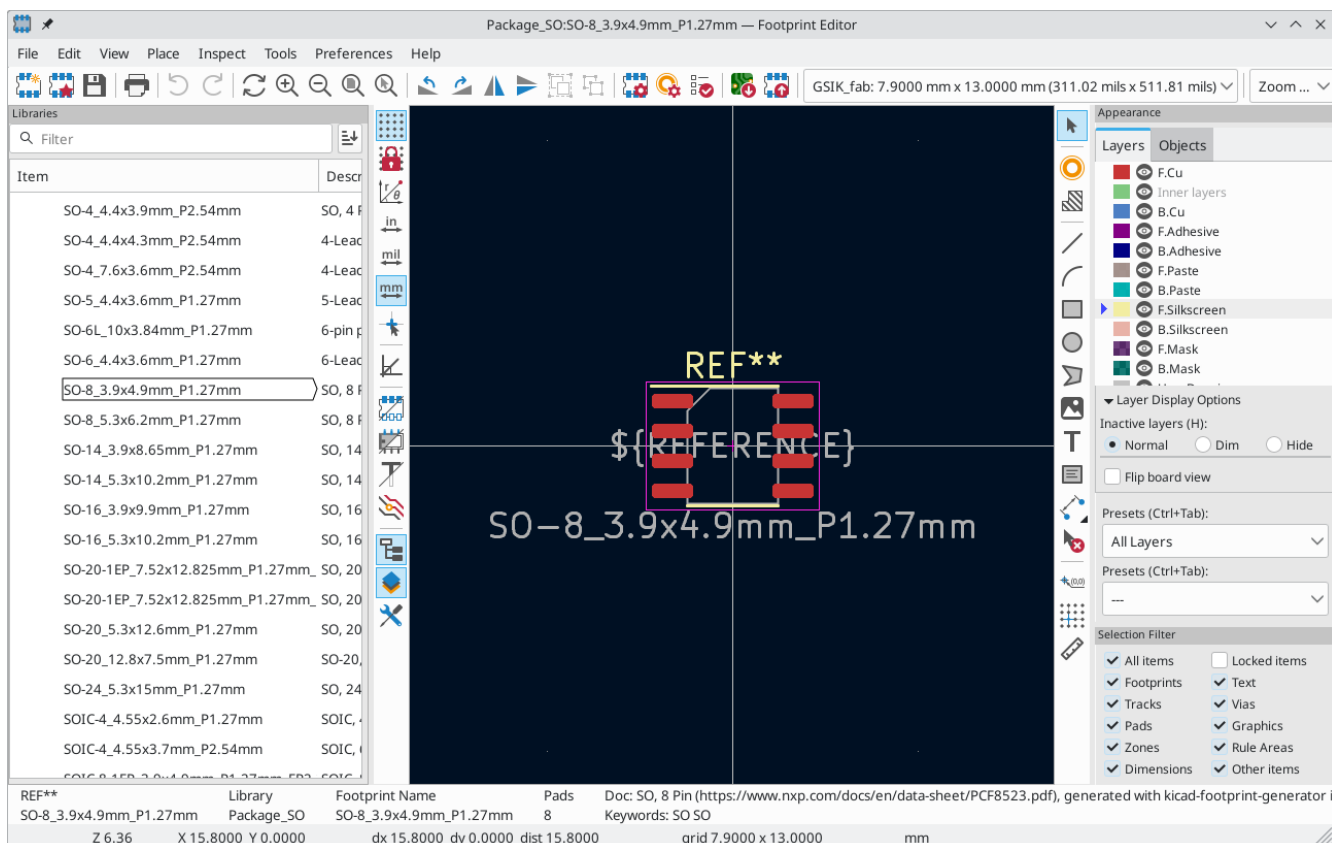 Package_SO:SO-8_3.9x4.9mm_P1.27mm — Footprint Editor
File Edit View Place Inspect Tools Preferences Help
GSIK_fab: 7.9000 mm x 13.0000 mm (311.02 mils x 511.81 mils) Zoom ...
Libraries
Filter
Item Descr
SO-4_4.4x3.9mm_P2.54mm SO, 4 P
SO-4_4.4x4.3mm_P2.54mm 4-Leac
SO-4_7.6x3.6mm_P2.54mm 4-Leac
SO-5_4.4x3.6mm_P1.27mm 5-Leac
SO-6L_10x3.84mm_P1.27mm 6-pin p
SO-6_4.4x3.6mm_P1.27mm 6-Leac
SO-8_3.9x4.9mm_P1.27mm SO, 8 P
SO-8_5.3x6.2mm_P1.27mm SO, 8 P
SO-14_3.9x8.65mm_P1.27mm SO, 14
SO-14_5.3x10.2mm_P1.27mm SO, 14
SO-16_3.9x9.9mm_P1.27mm SO, 16
SO-16_5.3x10.2mm_P1.27mm SO, 16
SO-20-1EP_7.52x12.825mm_P1.27mm_ SO, 20
SO-20-1EP_7.52x12.825mm_P1.27mm_ SO, 20
SO-20_5.3x12.6mm_P1.27mm SO, 20
SO-20_12.8x7.5mm_P1.27mm SO-20,
SO-24_5.3x15mm_P1.27mm SO, 24
SOIC-4_4.55x2.6mm_P1.27mm SOIC, 4
SOIC-4_4.55x3.7mm_P2.54mm SOIC, 
in
mil
mm
REF**
${REFERENCE}
SO-8_3.9x4.9mm_P1.27mm
(0,0)
Appearance
Layers Objects
F.Cu
Inner layers
B.Cu
F.Adhesive
B.Adhesive
F.Paste
B.Paste
F.Silkscreen
B.Silkscreen
F.Mask
B.Mask
Layer Display Options
Inactive layers (H):
Normal Dim Hide
Flip board view
Presets (Ctrl+Tab):
All Layers
Presets (Ctrl+Tab):
---
Selection Filter
All items Locked items
Footprints Text
Tracks Vias
Pads Graphics
Zones Rule Areas
Dimensions Other items
REF** Library Footprint Name Pads Doc: SO, 8 Pin (https://www.nxp.com/docs/en/data-sheet/PCF8523.pdf), generated with kicad-footprint-generator i
SO-8_3.9x4.9mm_P1.27mm Package_SO SO-8_3.9x4.9mm_P1.27mm 8 Keywords: SO SO
Z 6.36 X 15.8000 Y 0.0000 dx 15.8000 dy 0.0000 dist 15.8000 grid 7.9000 x 13.0000 mm